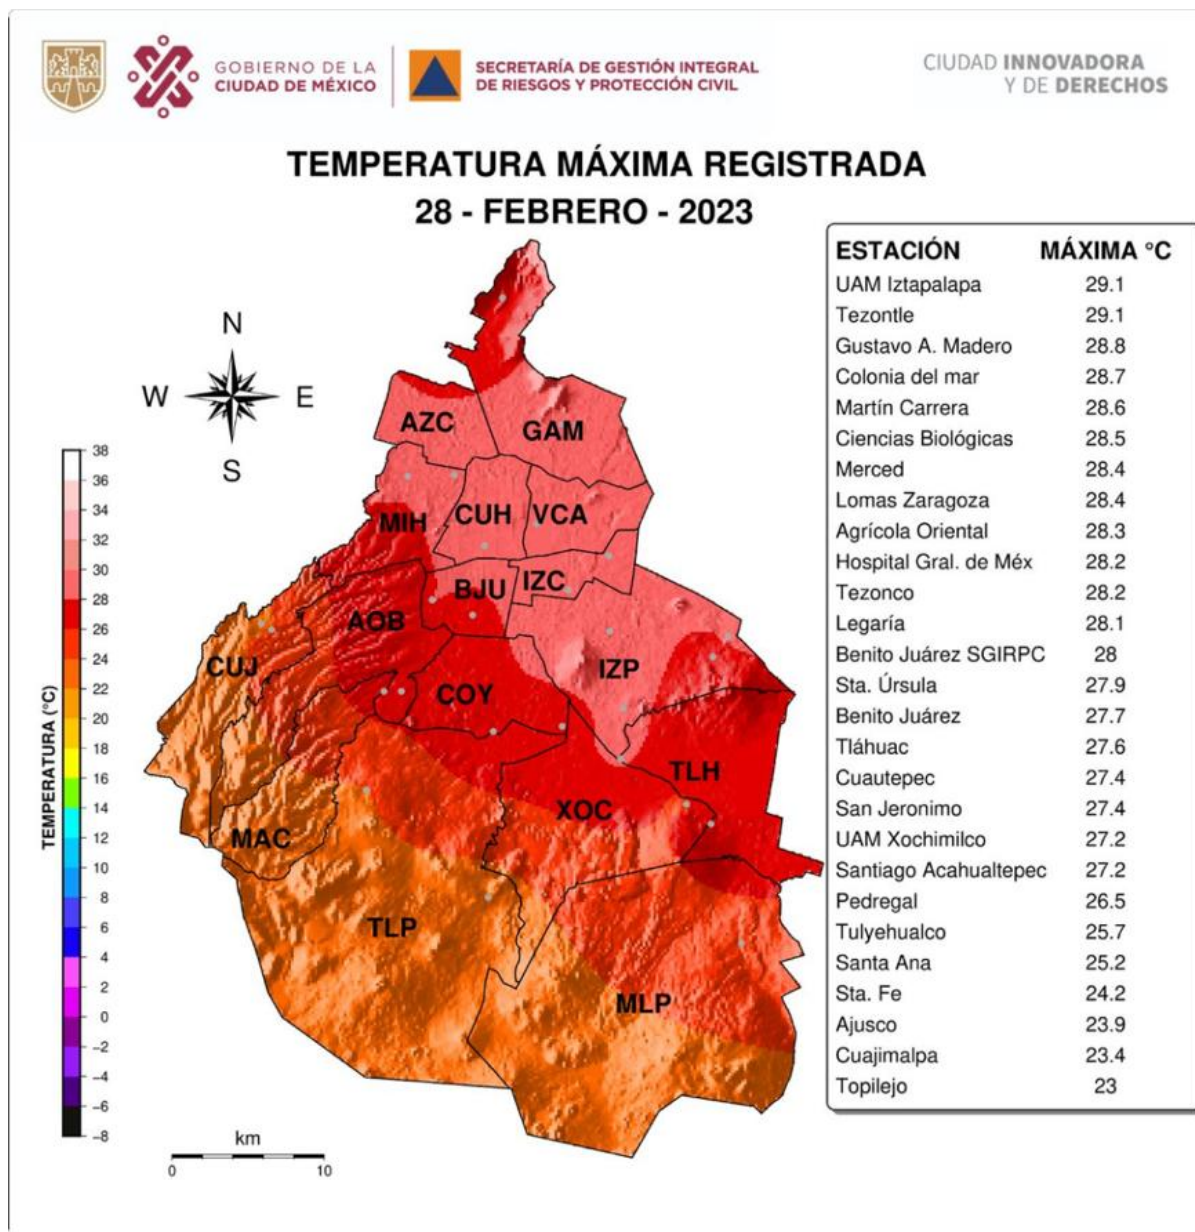 GOBIERNO DE LA
CIUDAD DE MÉXICO
SECRETARÍA DE GESTIÓN INTEGRAL
DE RIESGOS Y PROTECCIÓN CIVIL
CIUDAD INNOVADORA
Y DE DERECHOS
TEMPERATURA MÁXIMA REGISTRADA
28 - FEBRERO - 2023
N
W E
S
AZC
GAM
MIH
CUH
VCA
BJU
IZC
AOB
CUJ
COY
IZP
TLH
XOC
MAC
TLP
MLP
TEMPERATURA (°C)
38
36
34
32
30
28
26
24
22
20
18
16
14
12
10
8
6
4
2
0
−2
−4
−6
−8
km
0 10
ESTACIÓN MÁXIMA °C
UAM Iztapalapa 29.1
Tezontle 29.1
Gustavo A. Madero 28.8
Colonia del mar 28.7
Martín Carrera 28.6
Ciencias Biológicas 28.5
Merced 28.4
Lomas Zaragoza 28.4
Agrícola Oriental 28.3
Hospital Gral. de Méx 28.2
Tezonco 28.2
Legaría 28.1
Benito Juárez SGIRPC 28
Sta. Úrsula 27.9
Benito Juárez 27.7
Tláhuac 27.6
Cuautepec 27.4
San Jeronimo 27.4
UAM Xochimilco 27.2
Santiago Acahualtepec 27.2
Pedregal 26.5
Tulyehualco 25.7
Santa Ana 25.2
Sta. Fe 24.2
Ajusco 23.9
Cuajimalpa 23.4
Topilejo 23